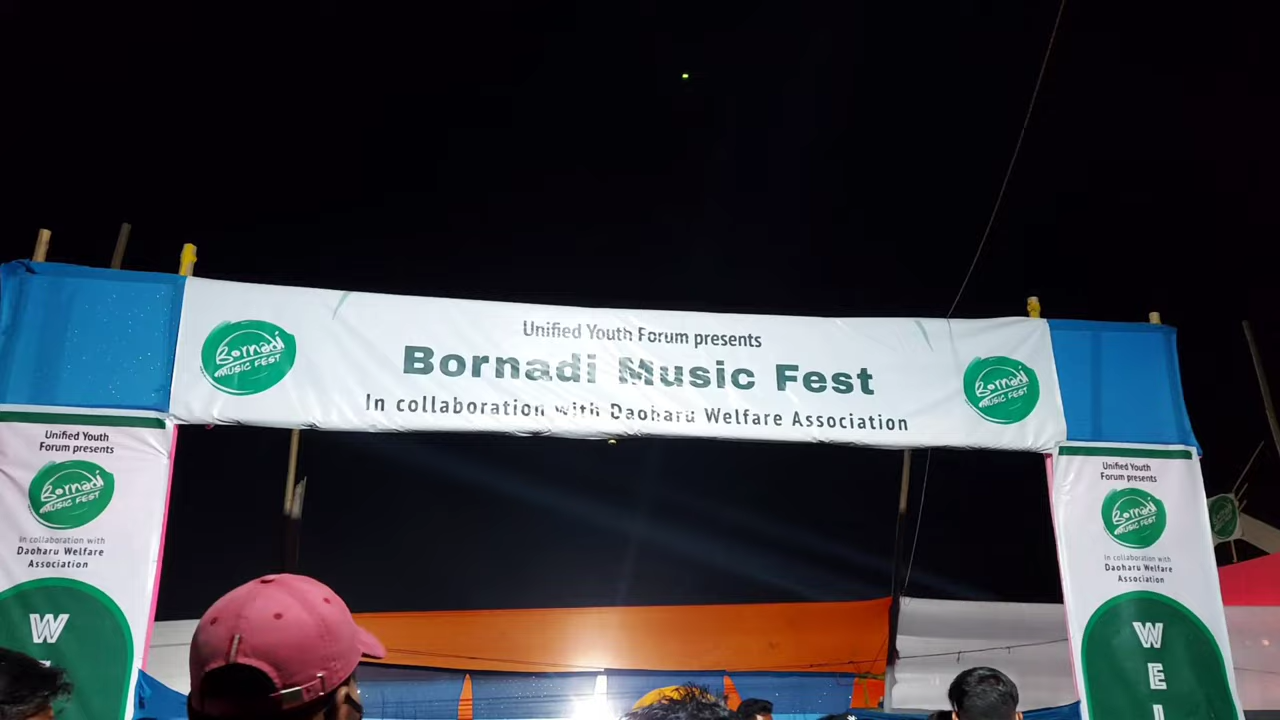 Unified Youth Forum presents
Bornadi Music Fest
In collaboration with Daoharu Welfare Association
Bornadi
MUSIC FEST
Bornadi
MUSIC FEST
Unified Youth
Forum presents
Bornadi
MUSIC FEST
In collaboration with
Daoharu Welfare
Association
W
Unified Youth
Forum presents
Bornadi
MUSIC FEST
In collaboration with
Daoharu Welfare
Association
W
E